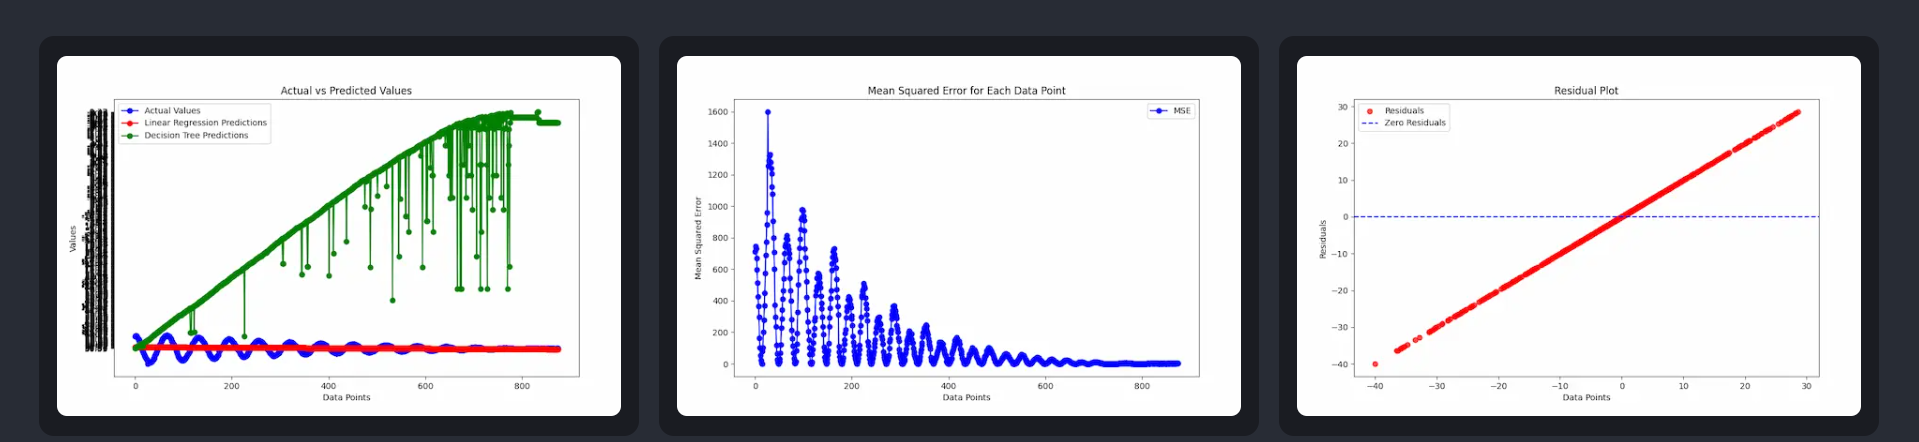 Actual vs Predicted Values
Actual Values
Linear Regression Predictions
Decision Tree Predictions
Values
0 200 400 600 800
Data Points
Mean Squared Error for Each Data Point
MSE
1600
1400
1200
1000
800
600
400
200
0
Mean Squared Error
0 200 400 600 800
Data Points
Residual Plot
Residuals
Zero Residuals
30
20
10
0
−10
−20
−30
−40
Residuals
−40 −30 −20 −10 0 10 20 30
Data Points